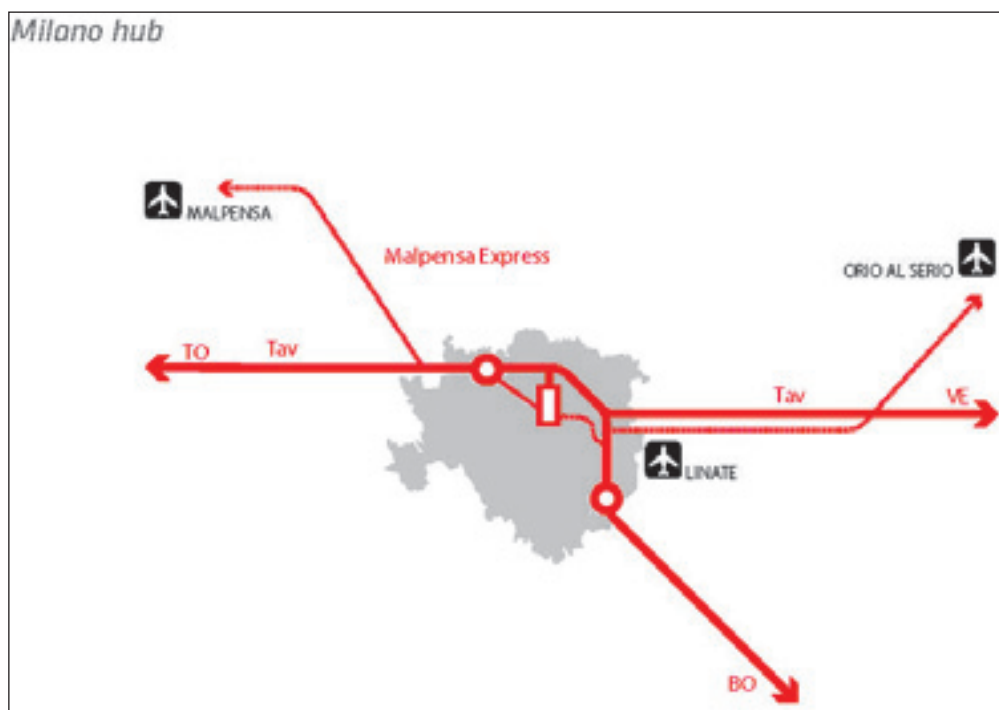 Milano hub
MALPENSA
Malpensa Express
ORIO AL SERIO
TO
Tav
Tav
VE
LINATE
BO